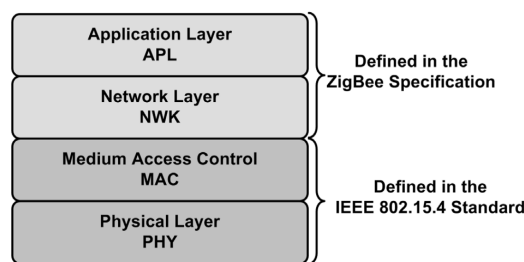 Application Layer
APL
Network Layer
NWK
Medium Access Control
MAC
Physical Layer
PHY
Defined in the
ZigBee Specification
Defined in the
IEEE 802.15.4 Standard